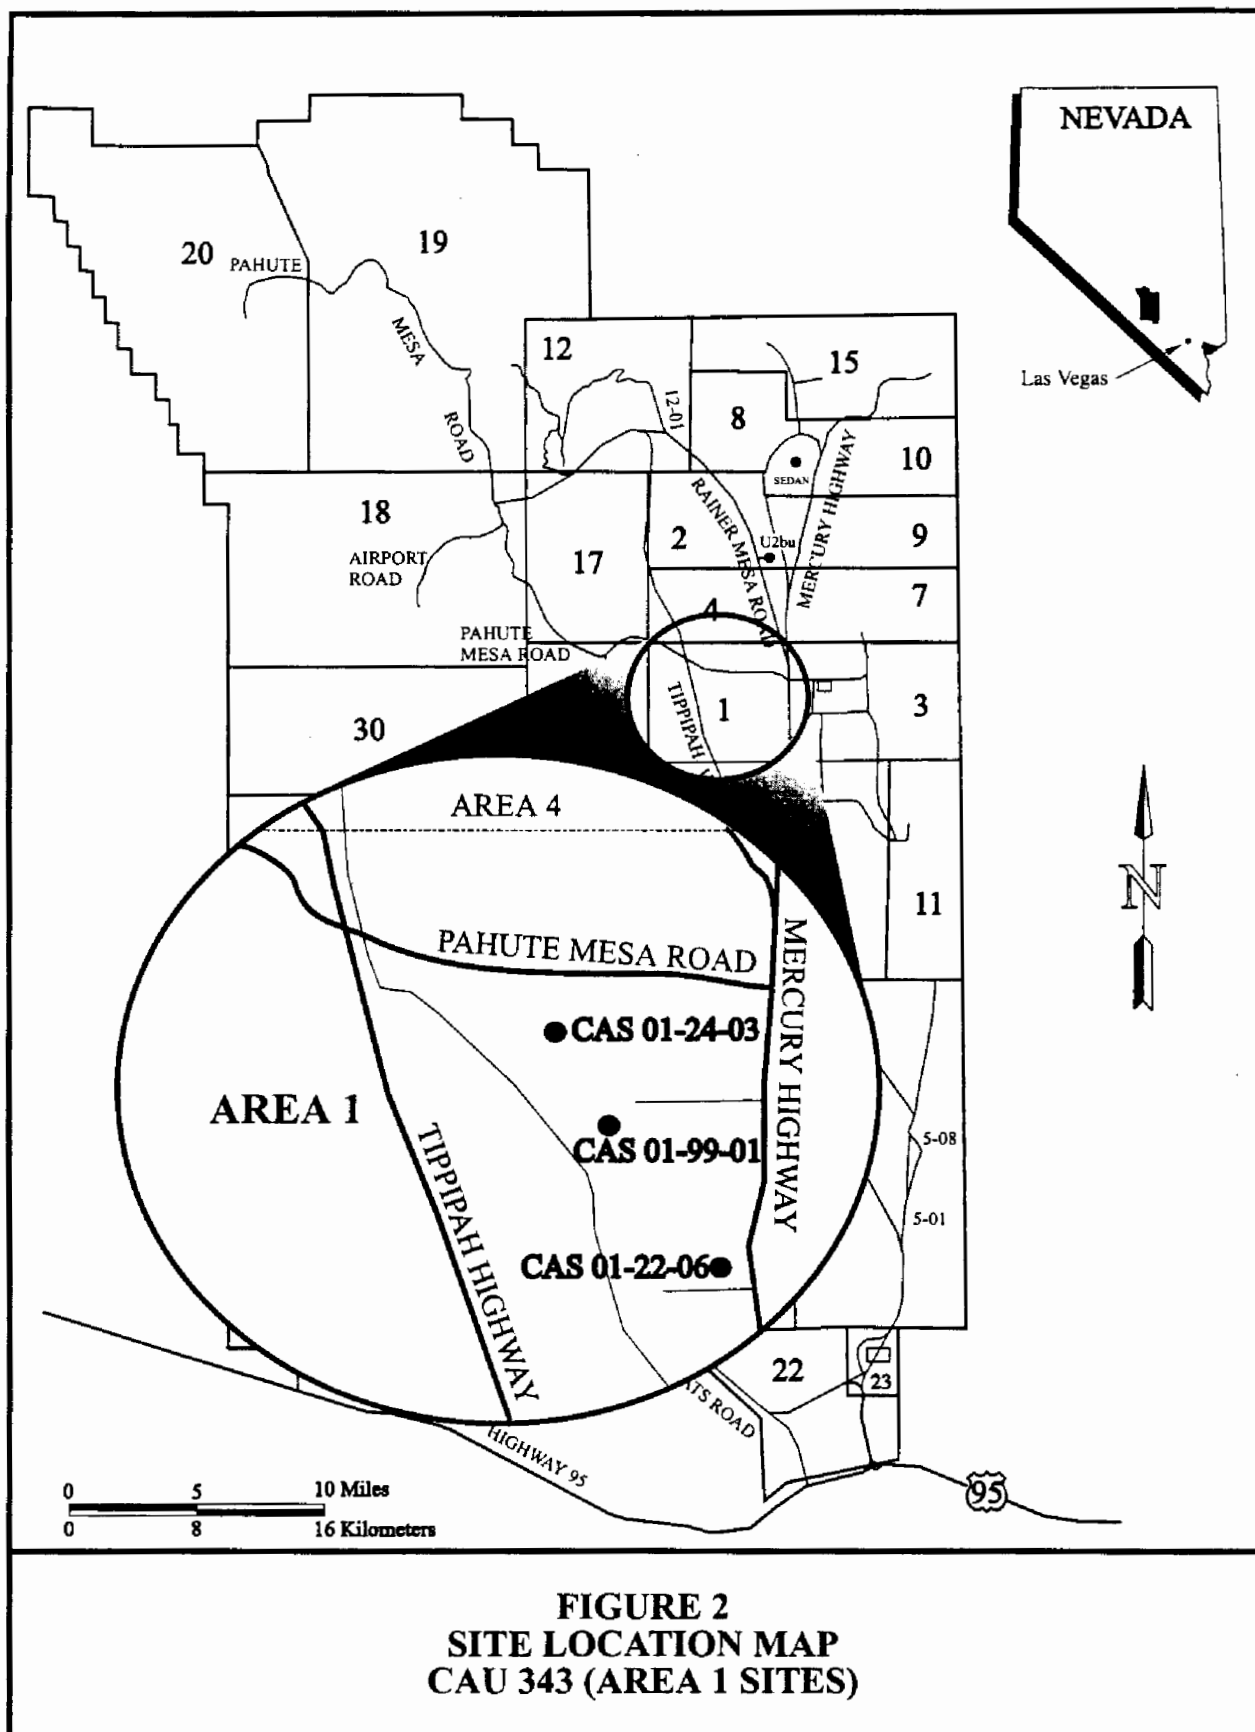 NEVADA
Las Vegas
20
PAHUTE
19
MESA
ROAD
12
12-01
15
8
10
SEDAN
MERCURY HIGHWAY
RAINER MESA ROAD
18
AIRPORT
ROAD
17
2
U2bu
9
7
4
PAHUTE
MESA ROAD
TIPPIPAH
1
3
30
11
N
AREA 4
PAHUTE MESA ROAD
MERCURY HIGHWAY
CAS 01-24-03
AREA 1
CAS 01-99-01
TIPPIPAH HIGHWAY
CAS 01-22-06
5-08
5-01
22
23
ATS ROAD
HIGHWAY 95
95
0 5 10 Miles
0 8 16 Kilometers
FIGURE 2
SITE LOCATION MAP
CAU 343 (AREA 1 SITES)